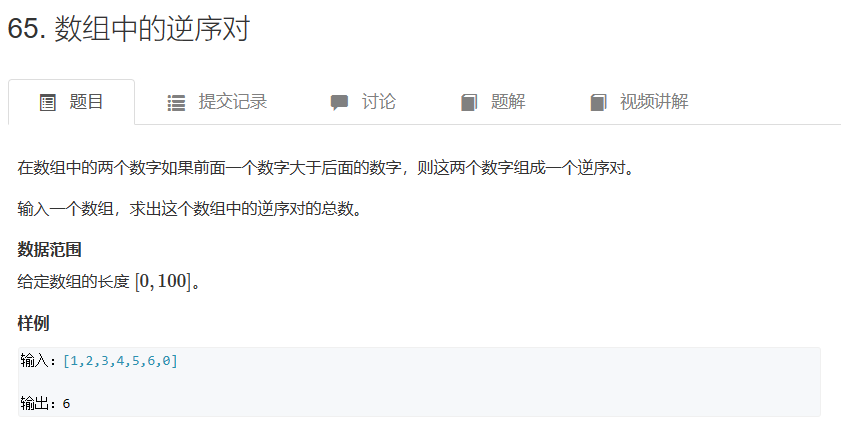 65. 数组中的逆序对
题目 提交记录 讨论 题解 视频讲解
在数组中的两个数字如果前面一个数字大于后面的数字，则这两个数字组成一个逆序对。
输入一个数组，求出这个数组中的逆序对的总数。
数据范围
给定数组的长度 [0,100]。
样例
输入：[1,2,3,4,5,6,0]
输出：6